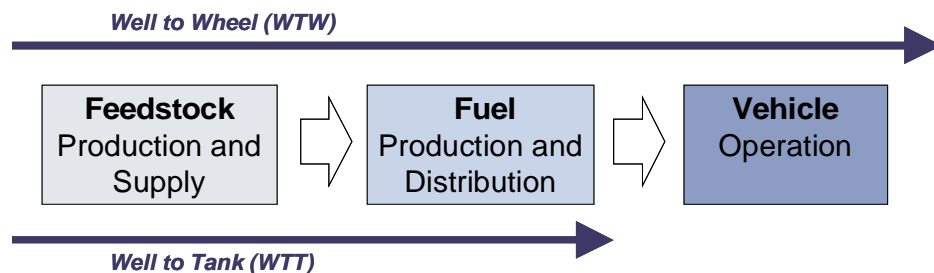 Well to Wheel (WTW)
Feedstock
Production and
Supply
Fuel
Production and
Distribution
Vehicle
Operation
Well to Tank (WTT)